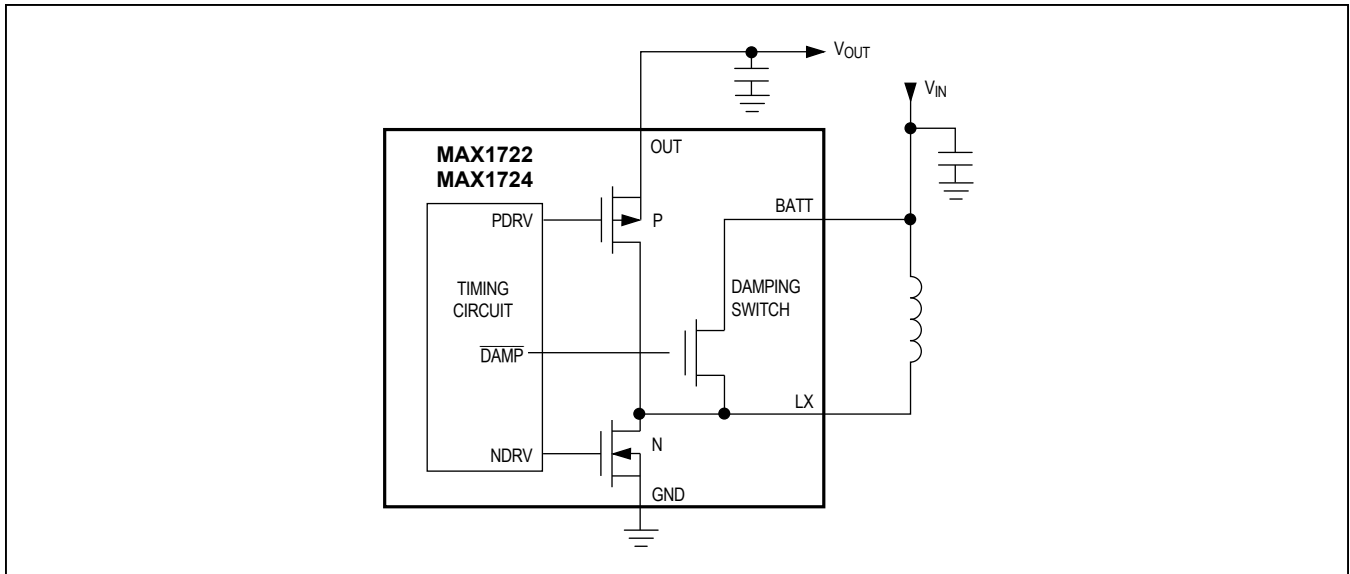 VOUT
VIN
OUT
MAX1722
MAX1724
BATT
PDRV
P
TIMING
CIRCUIT
DAMPING
SWITCH
DAMP
LX
NDRV
N
GND